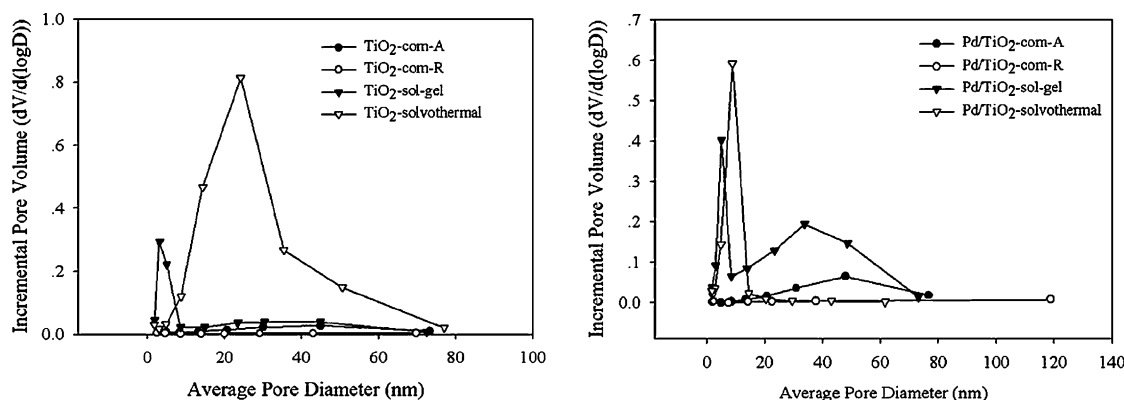 Incremental Pore Volume (dV/d(logD))
1.0
.8
.6
.4
.2
0.0
TiO2-com-A
TiO2-com-R
TiO2-sol-gel
TiO2-solvothermal
0 20 40 60 80 100
Average Pore Diameter (nm)
Incremental Pore Volume (dV/d(logD))
.7
.6
.5
.4
.3
.2
.1
0.0
Pd/TiO2-com-A
Pd/TiO2-com-R
Pd/TiO2-sol-gel
Pd/TiO2-solvothermal
0 20 40 60 80 100 120 140
Average Pore Diameter (nm)